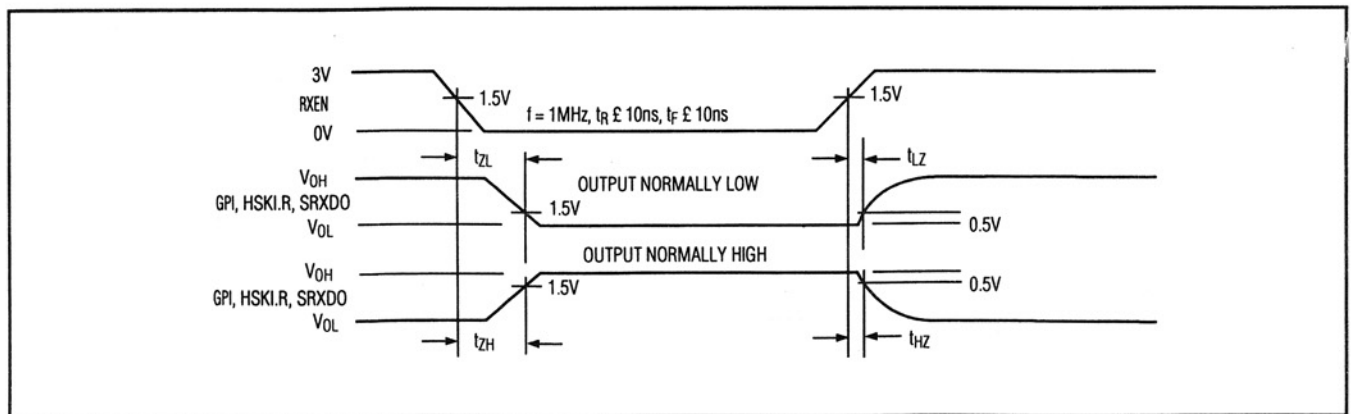 3V
RXEN
1.5V
1.5V
f = 1MHz, tR £ 10ns, tF £ 10ns
0V
tZL
tLZ
VOH
OUTPUT NORMALLY LOW
GPI, HSKI.R, SRXDO
1.5V
VOL
0.5V
OUTPUT NORMALLY HIGH
VOH
GPI, HSKI.R, SRXDO
1.5V
0.5V
VOL
tZH
tHZ